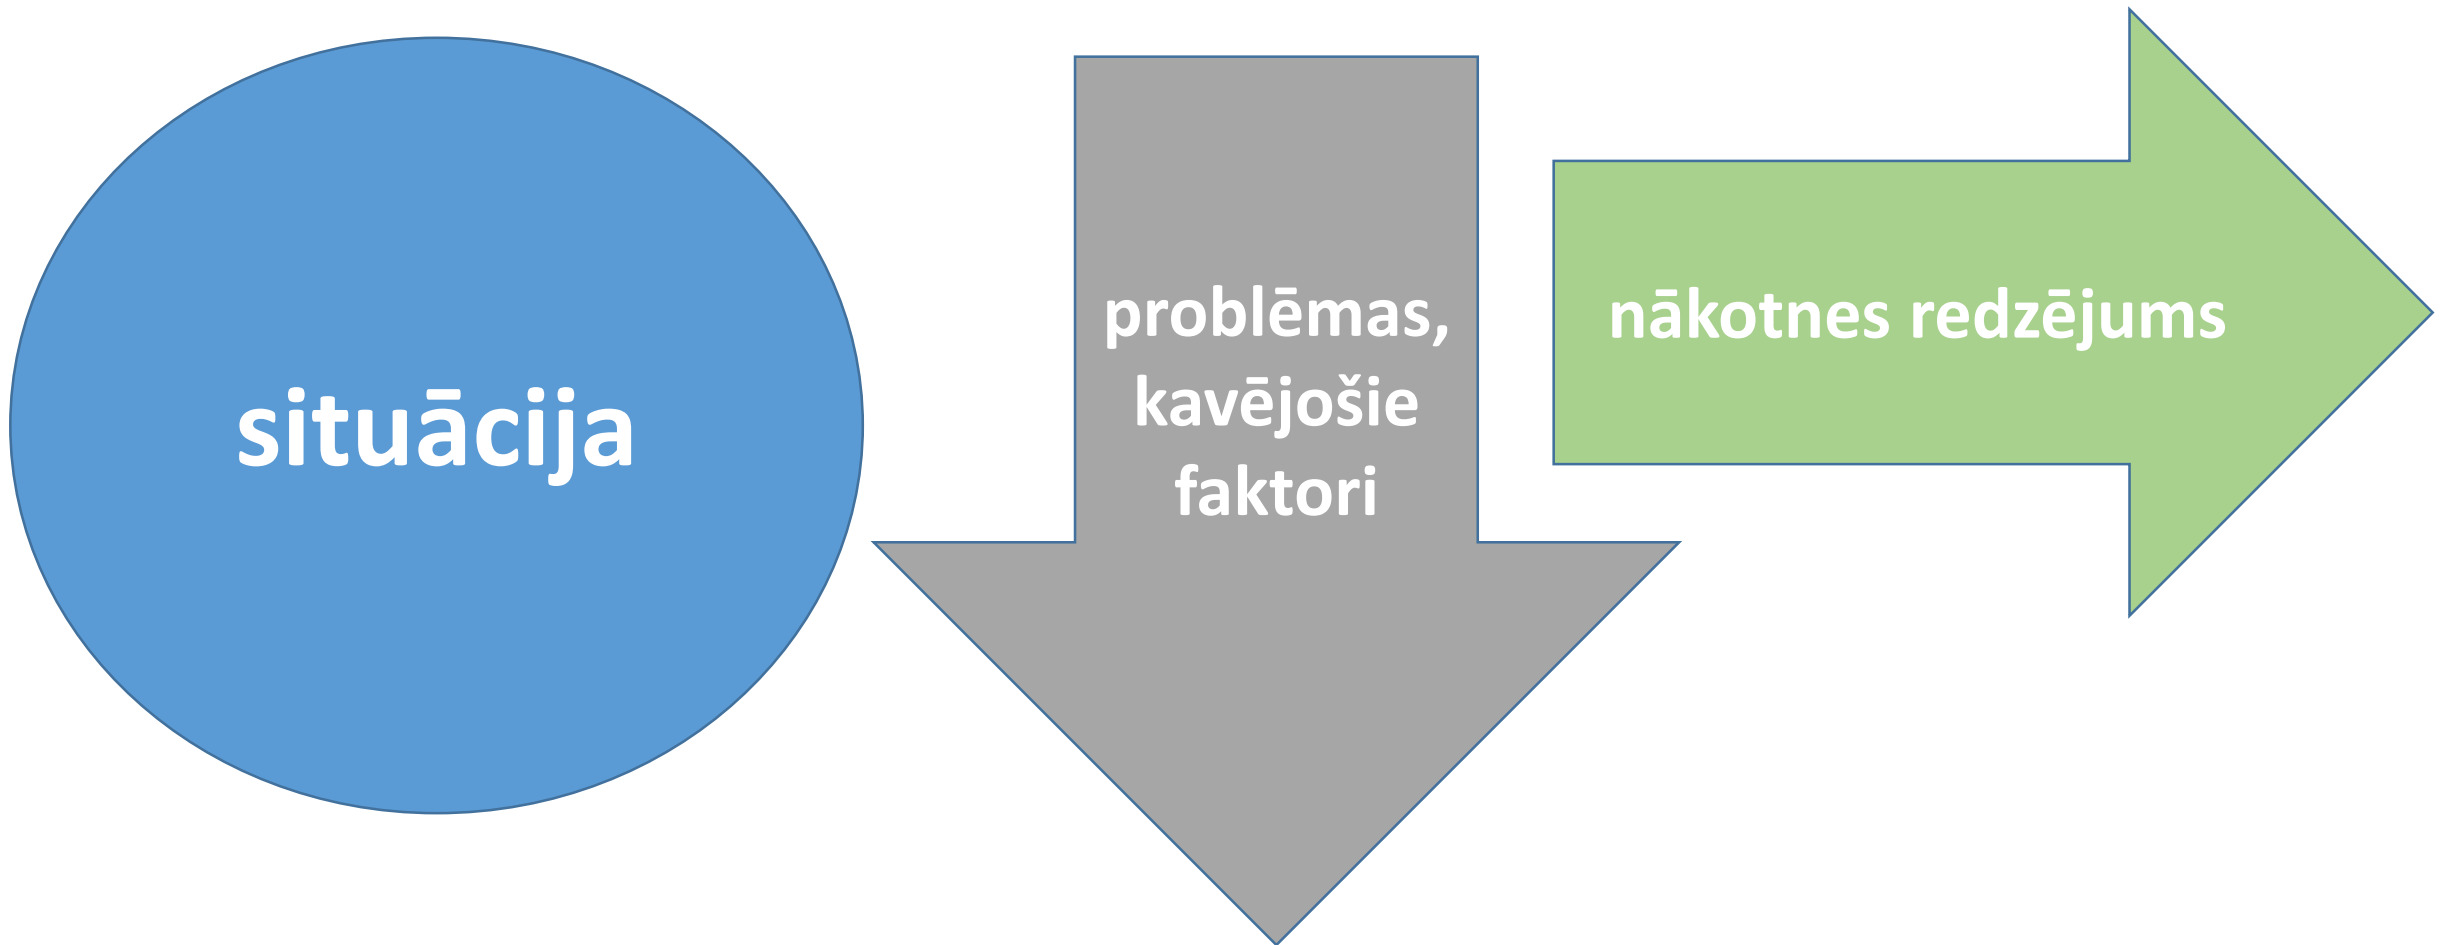 situācija
problēmas,
kavējošie
faktori
nākotnes redzējums